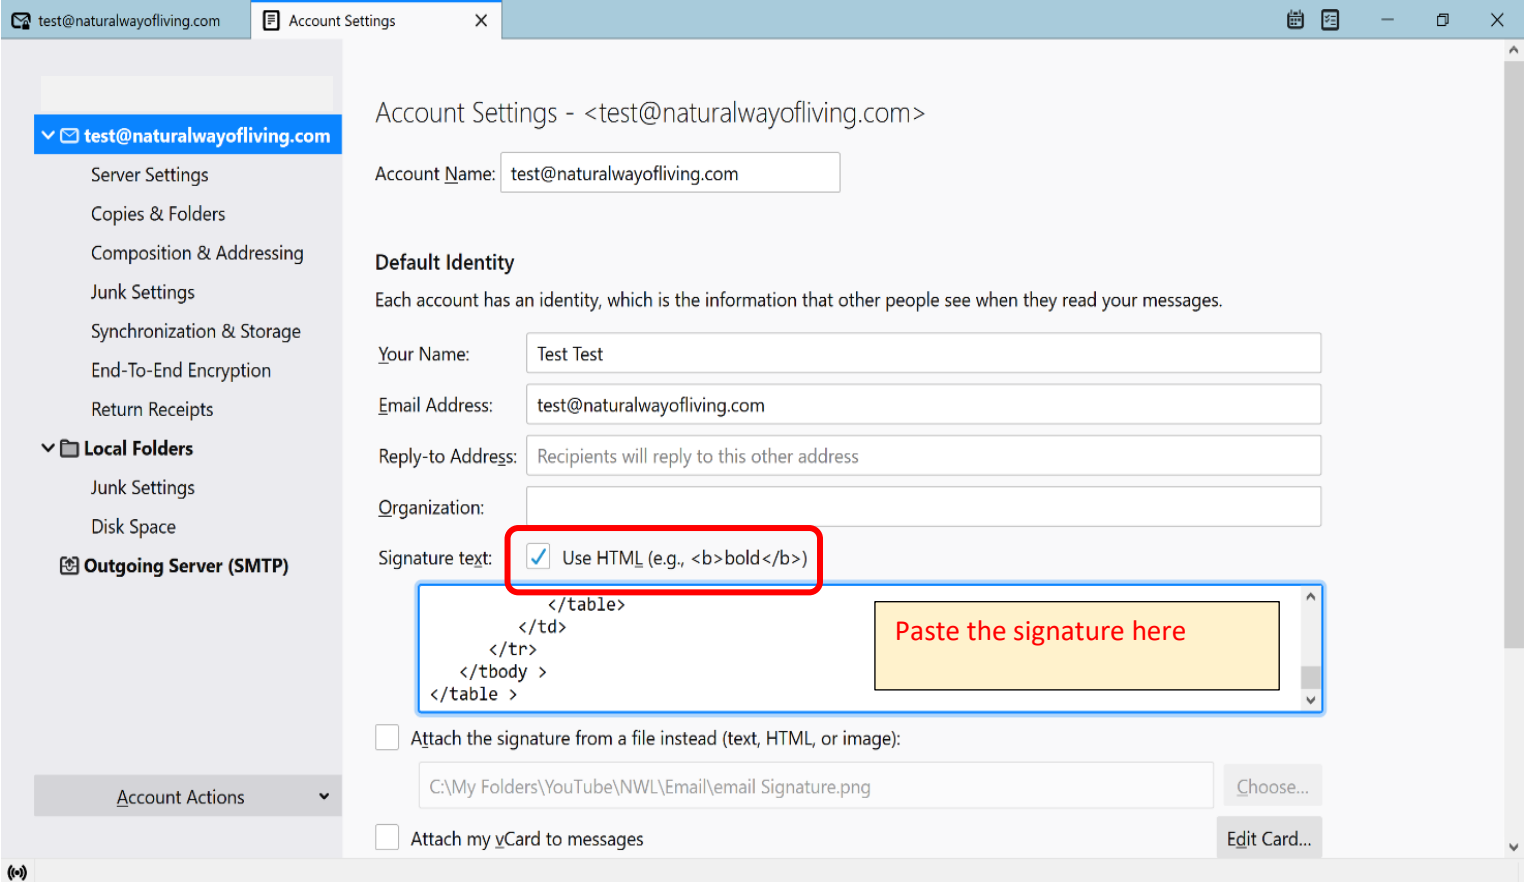 test@naturalwayofliving.com
Account Settings
test@naturalwayofliving.com
Server Settings
Copies & Folders
Composition & Addressing
Junk Settings
Synchronization & Storage
End-To-End Encryption
Return Receipts
Local Folders
Junk Settings
Disk Space
Outgoing Server (SMTP)
Account Actions
Account Settings - <test@naturalwayofliving.com>
Account Name: test@naturalwayofliving.com
Default Identity
Each account has an identity, which is the information that other people see when they read your messages.
Your Name: Test Test
Email Address: test@naturalwayofliving.com
Reply-to Address: Recipients will reply to this other address
Organization:
Signature text: Use HTML (e.g., <b>bold</b>)
</table>
</td>
</tr>
</tbody >
</table >
Paste the signature here
Attach the signature from a file instead (text, HTML, or image):
C:\My Folders\YouTube\NWL\Email\email Signature.png Choose...
Attach my vCard to messages Edit Card...